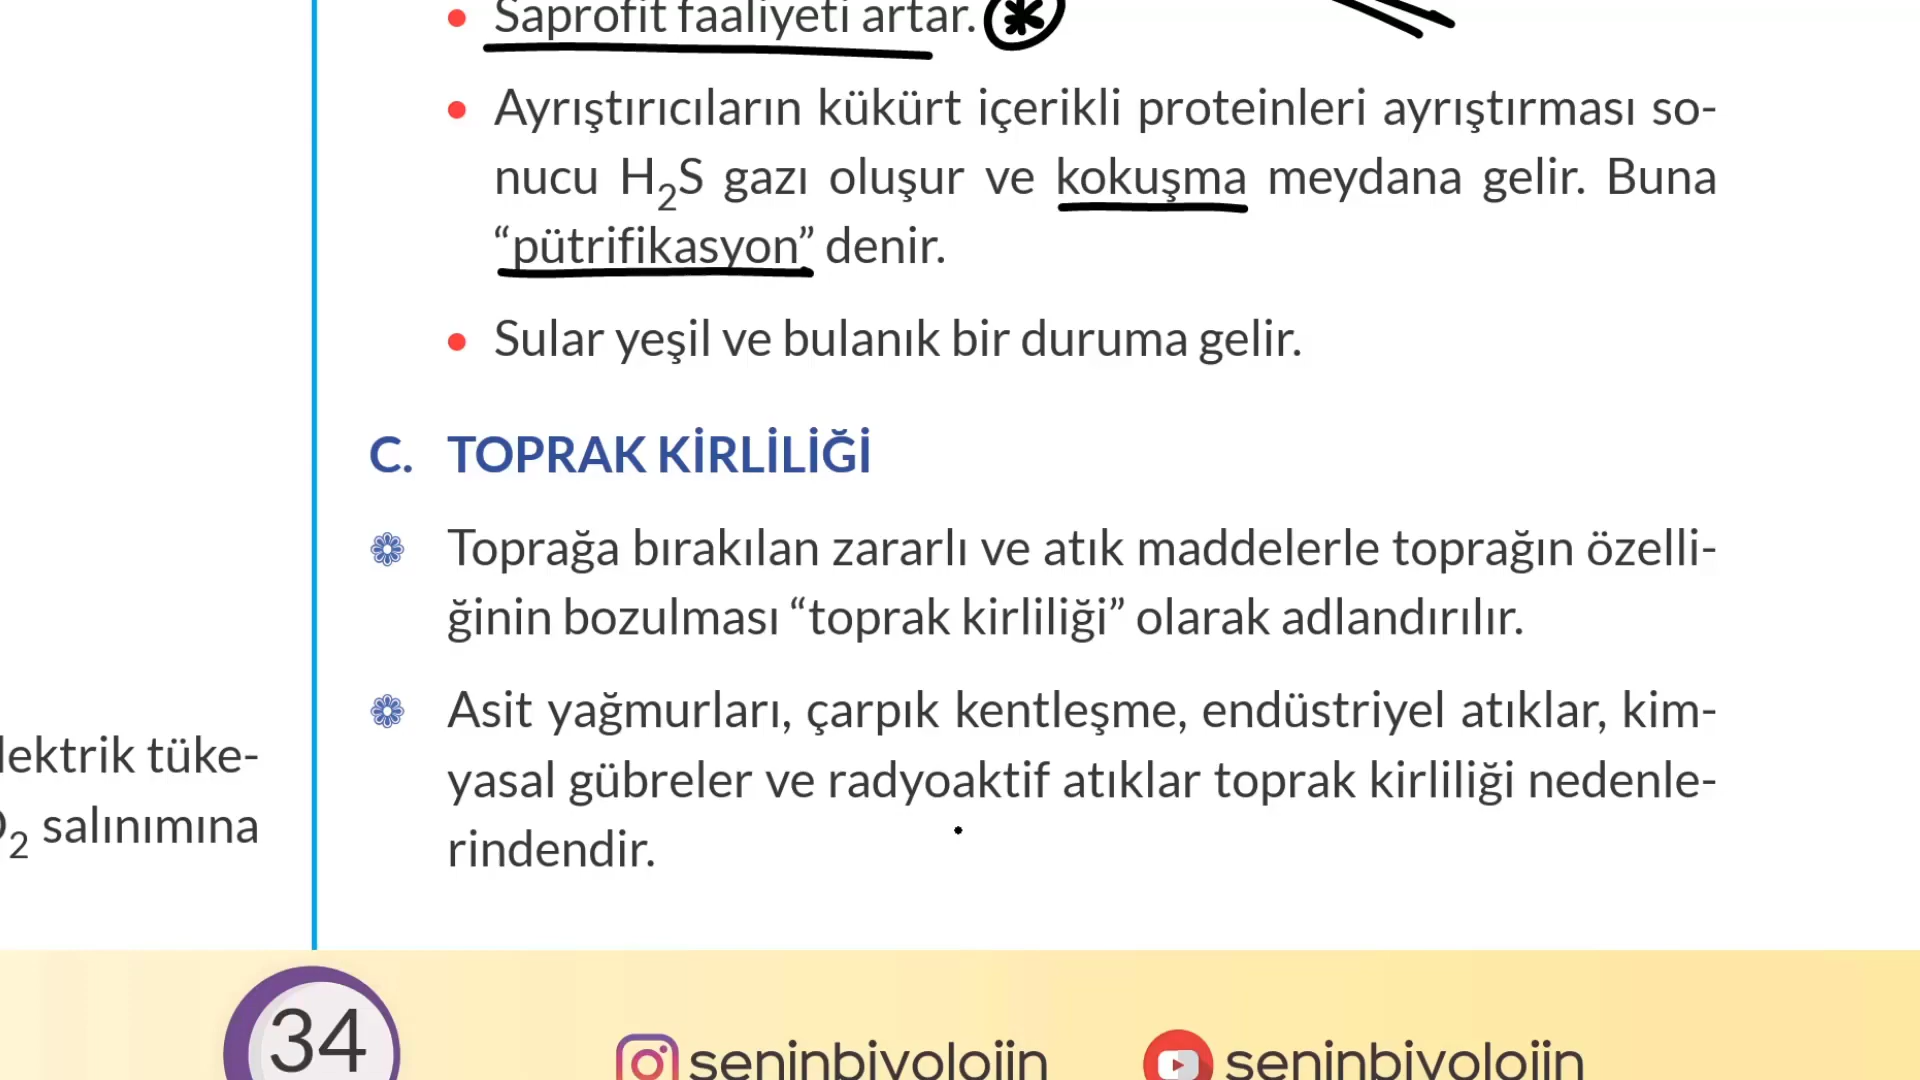 • Saprofit faaliyeti artar.
• Ayrıştırıcıların kükürt içerikli proteinleri ayrıştırması so-
nucu H₂S gazı oluşur ve kokuşma meydana gelir. Buna
“pütrifikasyon” denir.
• Sular yeşil ve bulanık bir duruma gelir.
C. TOPRAK KİRLİLİĞİ
Toprağa bırakılan zararlı ve atık maddelerle toprağın özelli-
ğinin bozulması “toprak kirliliği” olarak adlandırılır.
Asit yağmurları, çarpık kentleşme, endüstriyel atıklar, kim-
yasal gübreler ve radyoaktif atıklar toprak kirliliği nedenle-
rindendir.
lektrik tüke-
₂ salınımına
34
seninbiyolojin
seninbiyolojin